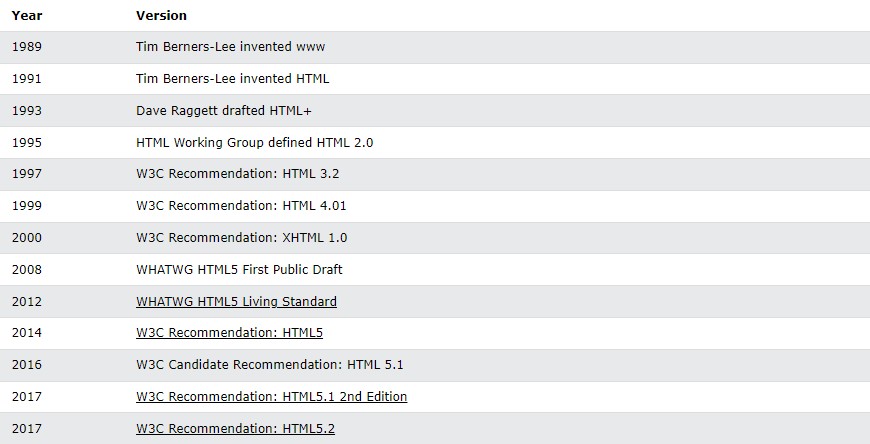 Year Version
1989 Tim Berners-Lee invented www
1991 Tim Berners-Lee invented HTML
1993 Dave Raggett drafted HTML+
1995 HTML Working Group defined HTML 2.0
1997 W3C Recommendation: HTML 3.2
1999 W3C Recommendation: HTML 4.01
2000 W3C Recommendation: XHTML 1.0
2008 WHATWG HTML5 First Public Draft
2012 WHATWG HTML5 Living Standard
2014 W3C Recommendation: HTML5
2016 W3C Candidate Recommendation: HTML 5.1
2017 W3C Recommendation: HTML5.1 2nd Edition
2017 W3C Recommendation: HTML5.2